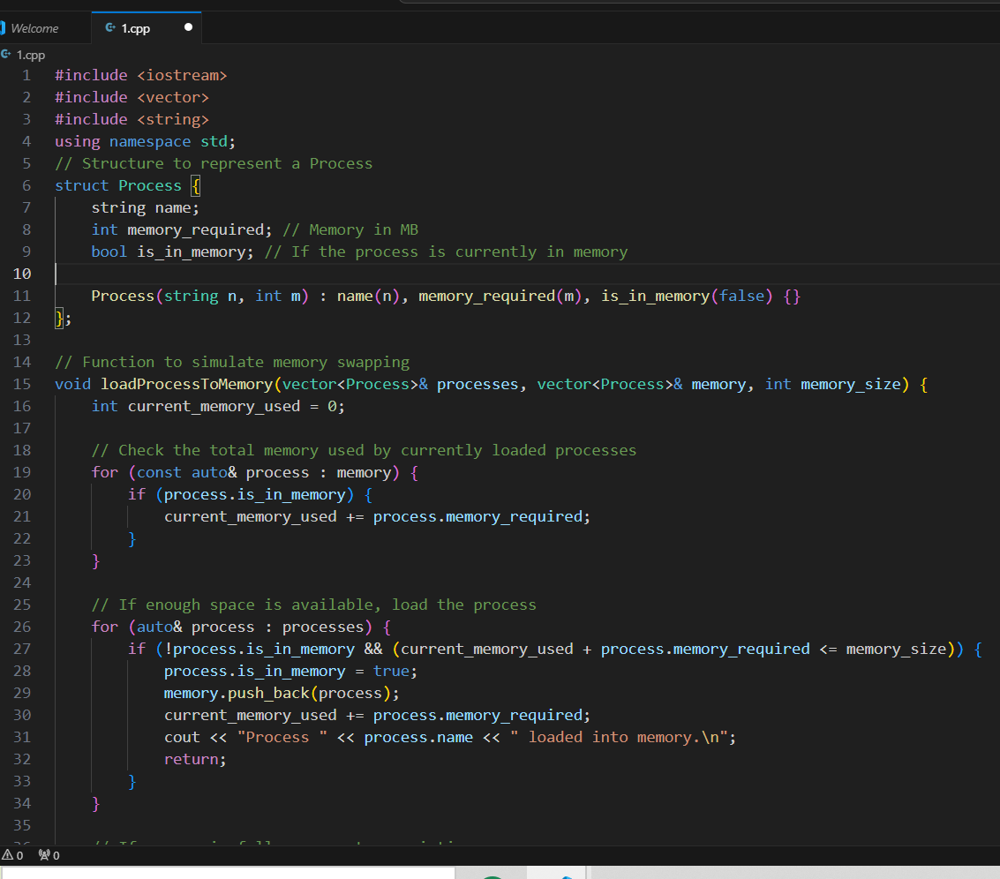 Welcome
1.cpp
1.cpp
1 #include <iostream>
2 #include <vector>
3 #include <string>
4 using namespace std;
5 // Structure to represent a Process
6 struct Process {
7     string name;
8     int memory_required; // Memory in MB
9     bool is_in_memory; // If the process is currently in memory
10
11     Process(string n, int m) : name(n), memory_required(m), is_in_memory(false) {}
12 };
13
14 // Function to simulate memory swapping
15 void loadProcessToMemory(vector<Process>& processes, vector<Process>& memory, int memory_size) {
16     int current_memory_used = 0;
17
18     // Check the total memory used by currently loaded processes
19     for (const auto& process : memory) {
20         if (process.is_in_memory) {
21             current_memory_used += process.memory_required;
22         }
23     }
24
25     // If enough space is available, load the process
26     for (auto& process : processes) {
27         if (!process.is_in_memory && (current_memory_used + process.memory_required <= memory_size)) {
28             process.is_in_memory = true;
29             memory.push_back(process);
30             current_memory_used += process.memory_required;
31             cout << "Process " << process.name << " loaded into memory.\n";
32             return;
33         }
34     }
35
0 0